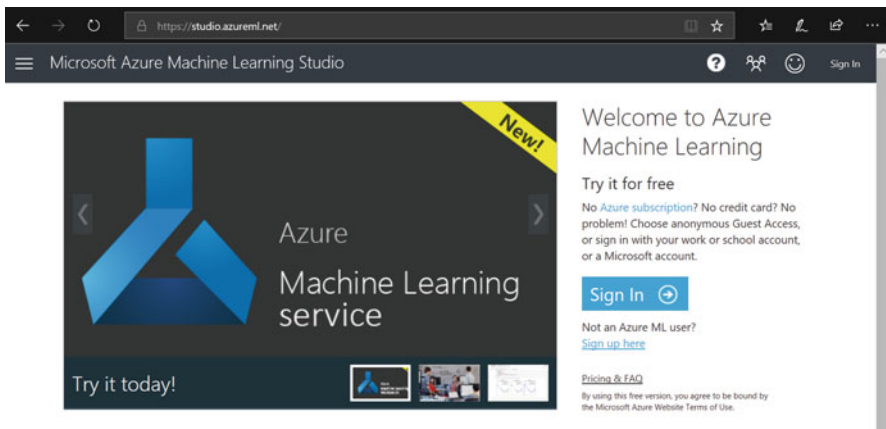 https://studio.azureml.net/
Microsoft Azure Machine Learning Studio
?
Sign In
New!
Azure
Machine Learning
service
Try it today!
Welcome to Azure
Machine Learning
Try it for free
No Azure subscription? No credit card? No
problem! Choose anonymous Guest Access,
or sign in with your work or school account,
or a Microsoft account.
Sign In
Not an Azure ML user?
Sign up here
Pricing & FAQ
By using this free version, you agree to be bound by
the Microsoft Azure Website Terms of Use.